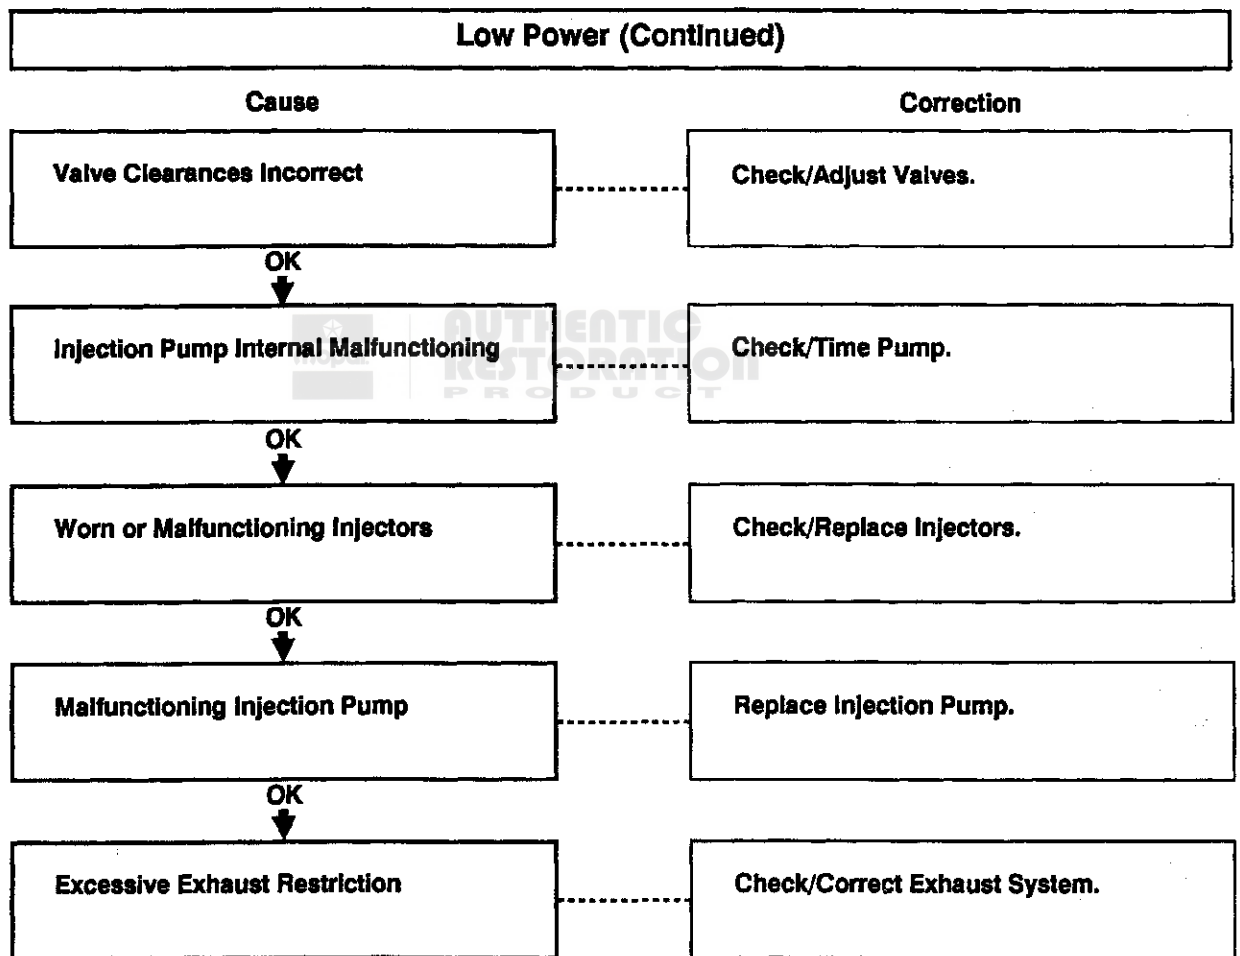 Low Power (Continued)
Cause
Correction
Valve Clearances Incorrect
Check/Adjust Valves.
OK
Injection Pump Internal Malfunctioning
Check/Time Pump.
mopar
AUTHENTIC
RESTORATION
PRODUCT
OK
Worn or Malfunctioning Injectors
Check/Replace Injectors.
OK
Malfunctioning Injection Pump
Replace Injection Pump.
OK
Excessive Exhaust Restriction
Check/Correct Exhaust System.